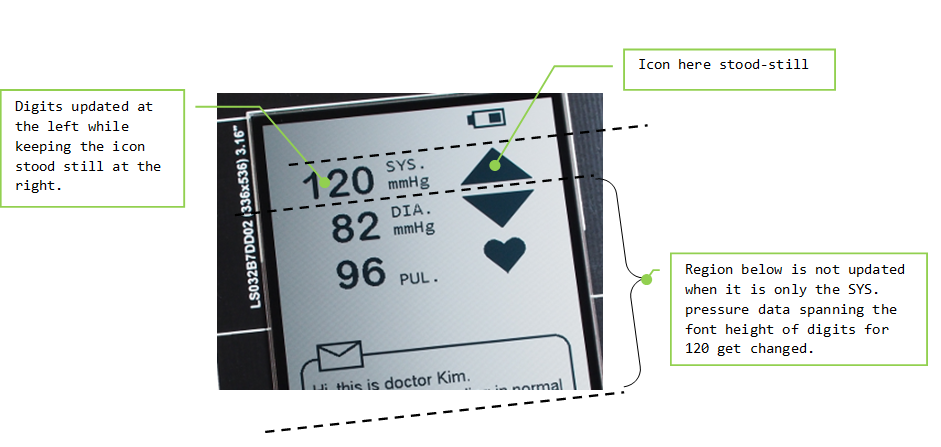 Icon here stood-still
Digits updated at
the left while
keeping the icon
stood still at the
right.
LS032B7DD02 (336x536) 3.16"
120 SYS.
mmHg
82 DIA.
mmHg
96 PUL.
Region below is not updated
when it is only the SYS.
pressure data spanning the
font height of digits for
120 get changed.
Hi, this is doctor Kim.
in normal